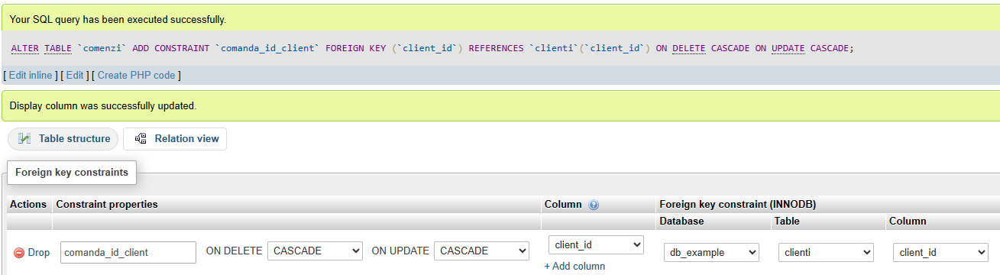 Your SQL query has been executed successfully.
ALTER TABLE `comenzi` ADD CONSTRAINT `comanda_id_client` FOREIGN KEY (`client_id`) REFERENCES `clienti`(`client_id`) ON DELETE CASCADE ON UPDATE CASCADE;
[ Edit inline ] [ Edit ] [ Create PHP code ]
Display column was successfully updated.
Table structure Relation view
Foreign key constraints
Actions Constraint properties Column Foreign key constraint (INNODB)
Database Table Column
Drop comanda_id_client ON DELETE CASCADE ON UPDATE CASCADE client_id db_example clienti client_id
+ Add column